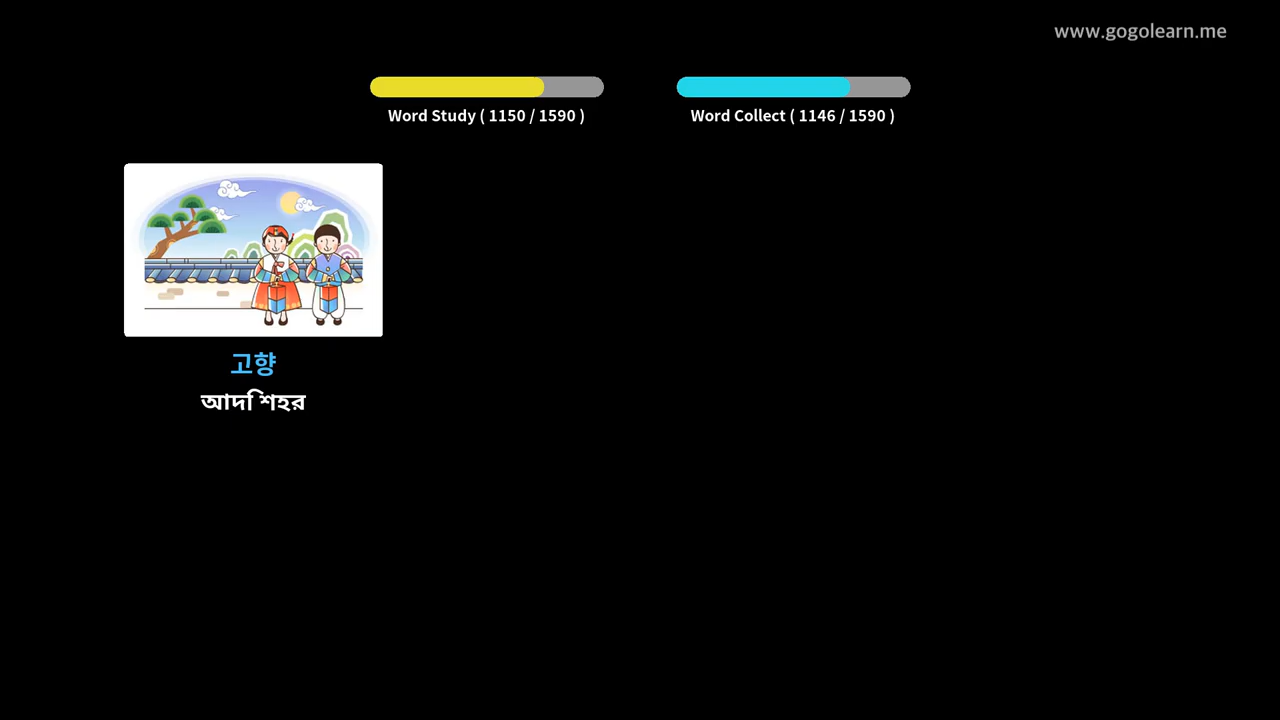 www.gogolearn.me
Word Study ( 1150 / 1590 )
Word Collect ( 1146 / 1590 )
고향
আদি শহর